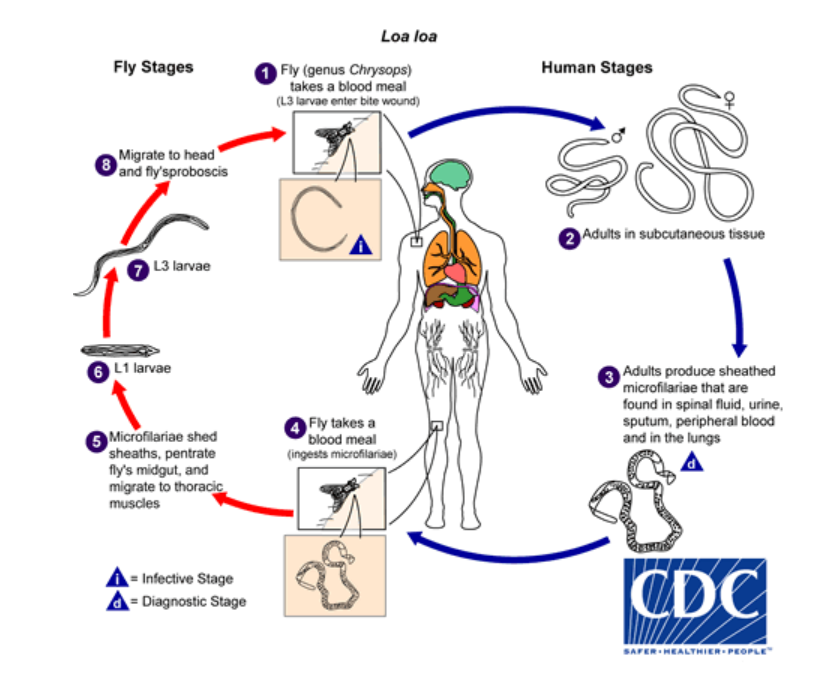 Loa loa
Fly Stages
Human Stages
1 Fly (genus Chrysops)
takes a blood meal
(L3 larvae enter bite wound)
i
♂
♀
2 Adults in subcutaneous tissue
3 Adults produce sheathed
microfilariae that are
found in spinal fluid, urine,
sputum, peripheral blood
and in the lungs
d
4 Fly takes a
blood meal
(ingests microfilariae)
5 Microfilariae shed
sheaths, pentrate
fly's midgut, and
migrate to thoracic
muscles
6 L1 larvae
7 L3 larvae
8 Migrate to head
and fly'sproboscis
i = Infective Stage
d = Diagnostic Stage
CDC
SAFER•HEALTHIER•PEOPLE™